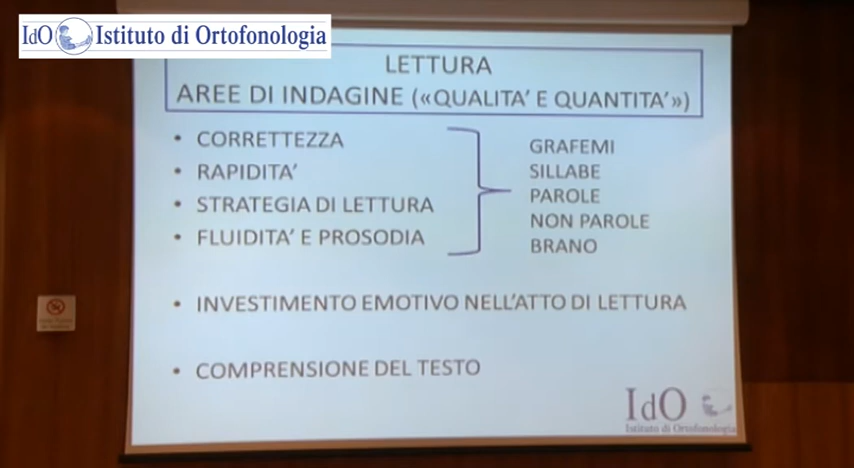 IdO Istituto di Ortofonologia
LETTURA
AREE DI INDAGINE («QUALITA' E QUANTITA'»)
• CORRETTEZZA
• RAPIDITA'
• STRATEGIA DI LETTURA
• FLUIDITA' E PROSODIA
GRAFEMI
SILLABE
PAROLE
NON PAROLE
BRANO
• INVESTIMENTO EMOTIVO NELL'ATTO DI LETTURA
• COMPRENSIONE DEL TESTO
IdO
Istituto di Ortofonologia